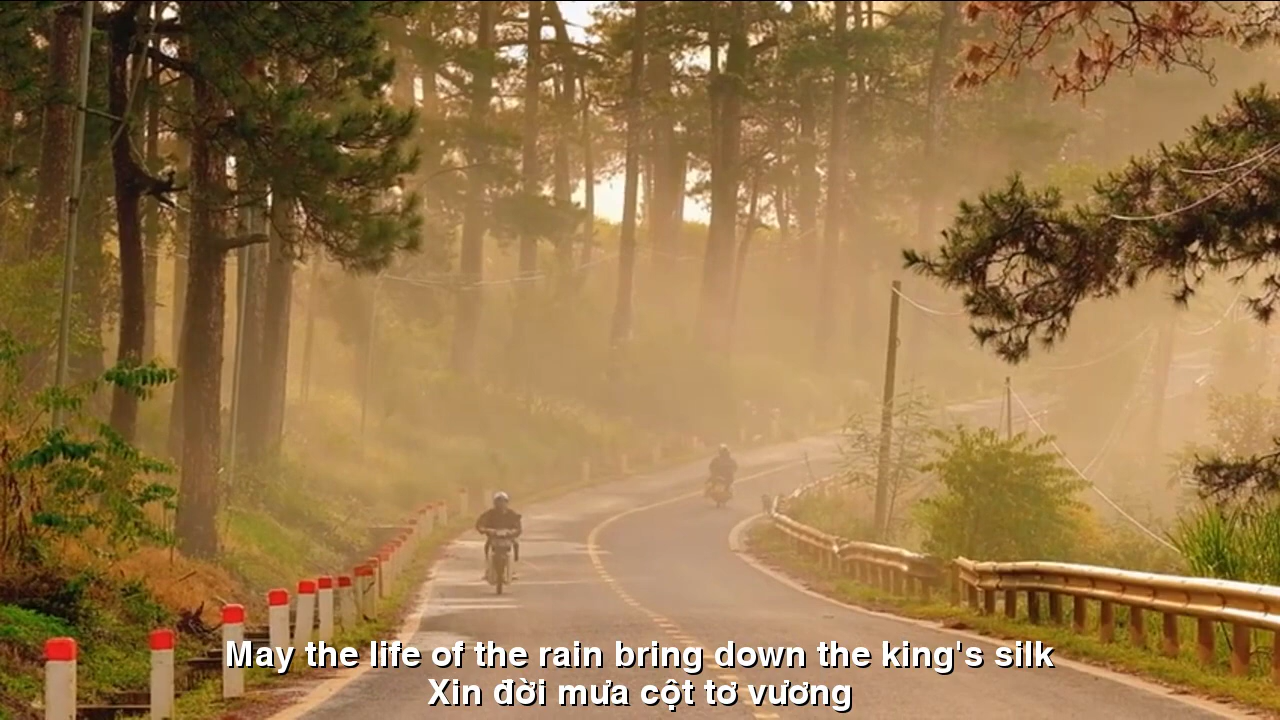 May the life of the rain bring down the king's silk
Xin đời mưa cột tơ vương